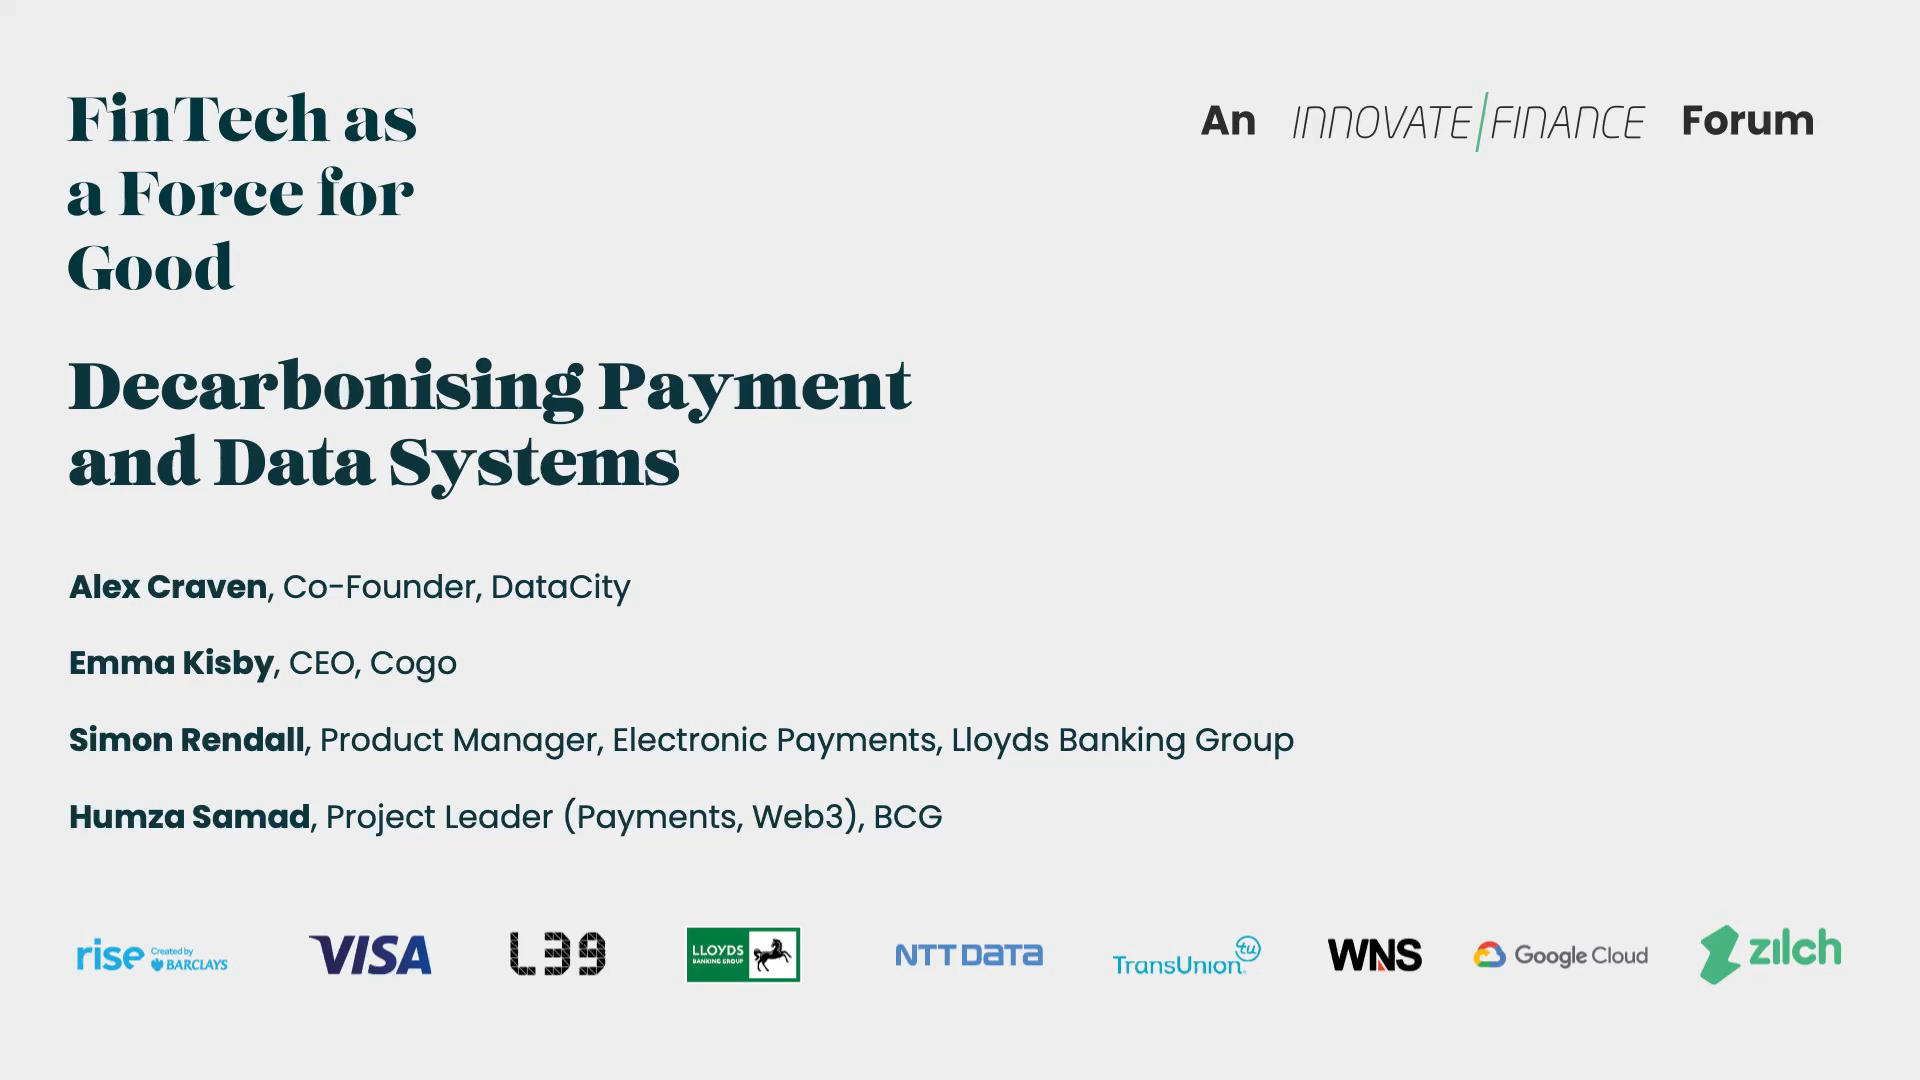 FinTech as
a Force for
Good
An INNOVATE/FINANCE Forum
Decarbonising Payment
and Data Systems
Alex Craven, Co-Founder, DataCity
Emma Kisby, CEO, Cogo
Simon Rendall, Product Manager, Electronic Payments, Lloyds Banking Group
Humza Samad, Project Leader (Payments, Web3), BCG
rise Created by BARCLAYS
VISA
L39
LLOYDS BANKING GROUP
NTT DATA
TransUnion tu
WNS
Google Cloud
zilch